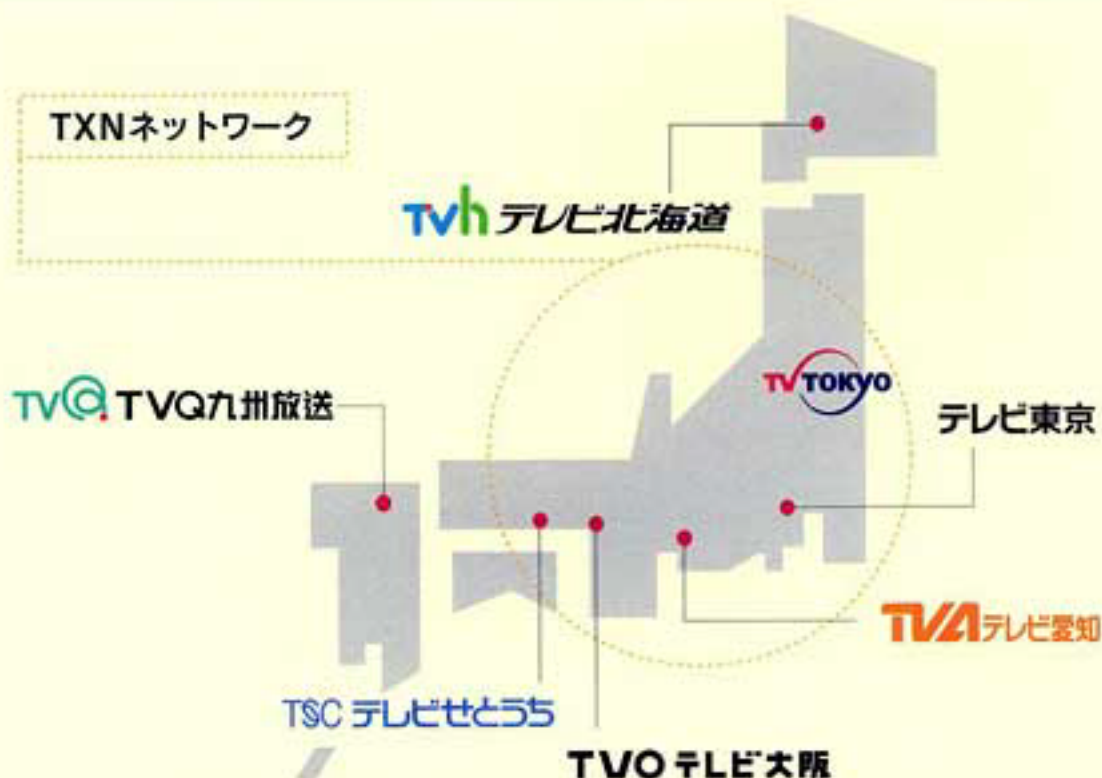 TXNネットワーク
TVh テレビ北海道
TV TOKYO
TVQ TVQ九州放送
テレビ東京
TVA テレビ愛知
TSC テレビせとうち
TVO テレビ大阪